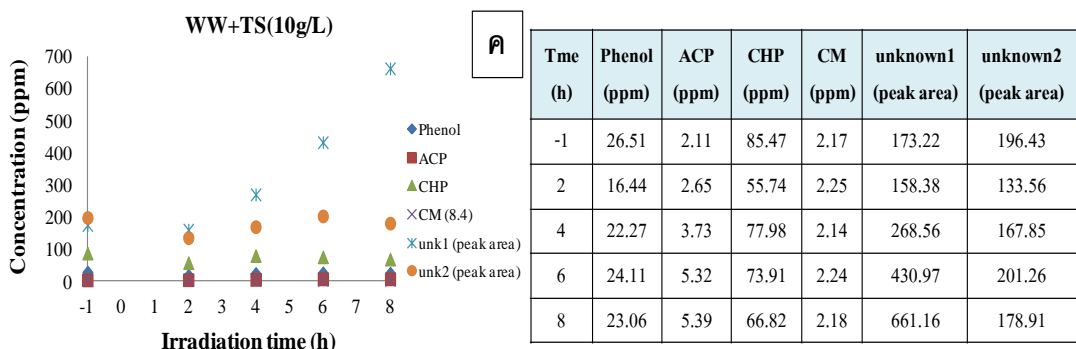 WW+TS(10g/L)
Concentration (ppm)
700
600
500
400
300
200
100
0
-1 0 1 2 3 4 5 6 7 8
Irradiation time (h)
Phenol
ACP
CHP
CM (8.4)
unk1 (peak area)
unk2 (peak area)
ค
Tme Phenol ACP CHP CM unknown1 unknown2
(h) (ppm) (ppm) (ppm) (ppm) (peak area) (peak area)
-1 26.51 2.11 85.47 2.17 173.22 196.43
2 16.44 2.65 55.74 2.25 158.38 133.56
4 22.27 3.73 77.98 2.14 268.56 167.85
6 24.11 5.32 73.91 2.24 430.97 201.26
8 23.06 5.39 66.82 2.18 661.16 178.91